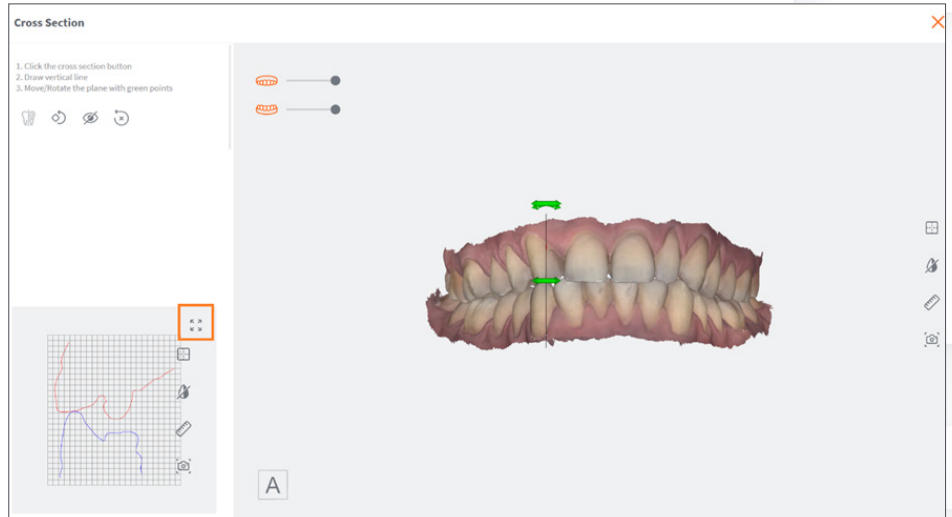 Cross Section
1. Click the cross section button
2. Draw vertical line
3. Move/Rotate the plane with green points
A